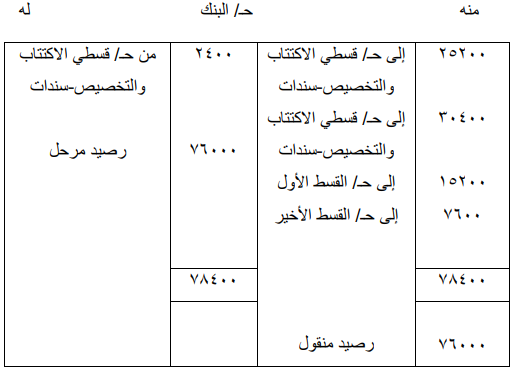 منه حـ/ البنك له
٢٥٢٠٠ إلى حـ/ قسطي الاكتتاب ٢٤٠٠ من حـ/ قسطي الاكتتاب
والتخصيص-سندات والتخصيص-سندات
٣٠٤٠٠ إلى حـ/ قسطي الاكتتاب
والتخصيص-سندات ٧٦٠٠٠ رصيد مرحل
١٥٢٠٠ إلى حـ/ القسط الأول
٧٦٠٠ إلى حـ/ القسط الأخير
٧٨٤٠٠ ٧٨٤٠٠
٧٦٠٠٠ رصيد منقول